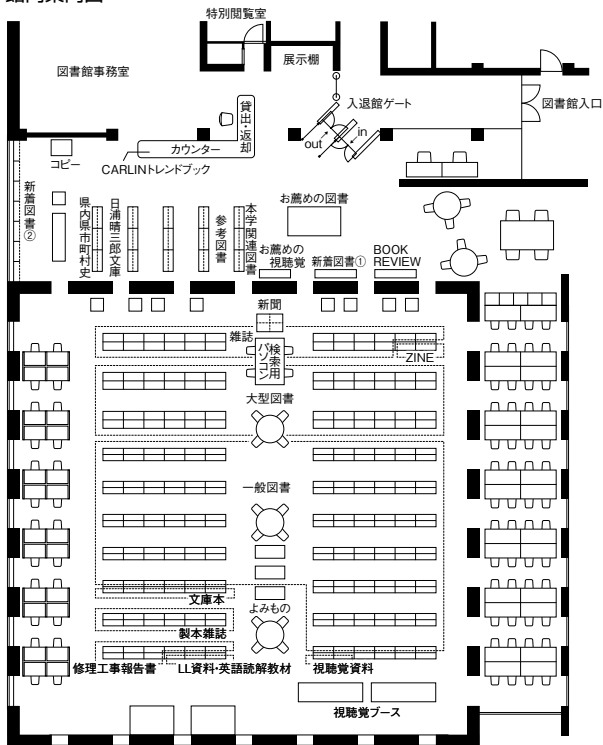 館内案内図
特別閲覧室
展示棚
図書館事務室
入退館ゲート
図書館入口
貸出・返却
カウンター
out
in
コピー
CARLINトレンドブック
新着図書②
県内県市町村史
日浦晴三郎文庫
参考図書
本学関連図書
お薦めの図書
お薦めの
視聴覚
新着図書①
BOOK
REVIEW
新聞
雑誌
検索用
パソコン
ZINE
大型図書
一般図書
文庫本
よみもの
製本雑誌
修理工事報告書
LL資料・英語読解教材
視聴覚資料
視聴覚ブース